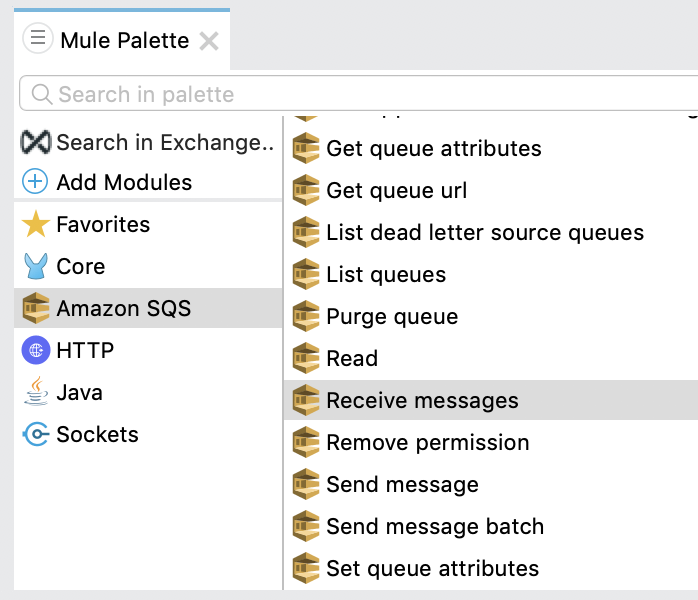 Mule Palette
Search in palette
Search in Exchange..
Add Modules
Favorites
Core
Amazon SQS
HTTP
Java
Sockets
Get queue attributes
Get queue url
List dead letter source queues
List queues
Purge queue
Read
Receive messages
Remove permission
Send message
Send message batch
Set queue attributes